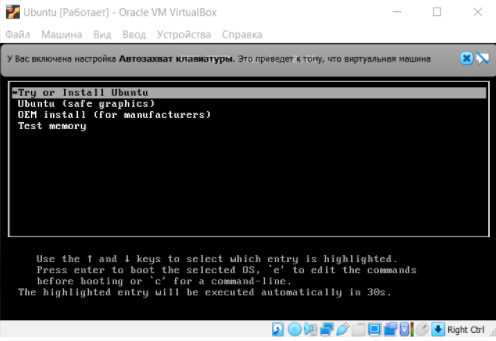 Ubuntu [Работает] - Oracle VM VirtualBox
Файл Машина Вид Ввод Устройства Справка
У Вас включена настройка Автозахват клавиатуры. Это приведет к тому, что виртуальная машина
*Try or Install Ubuntu
Ubuntu (safe graphics)
OEM install (for manufacturers)
Test memory
Use the ↑ and ↓ keys to select which entry is highlighted.
Press enter to boot the selected OS, `e' to edit the commands
before booting or `c' for a command-line.
The highlighted entry will be executed automatically in 30s.
Right Ctrl